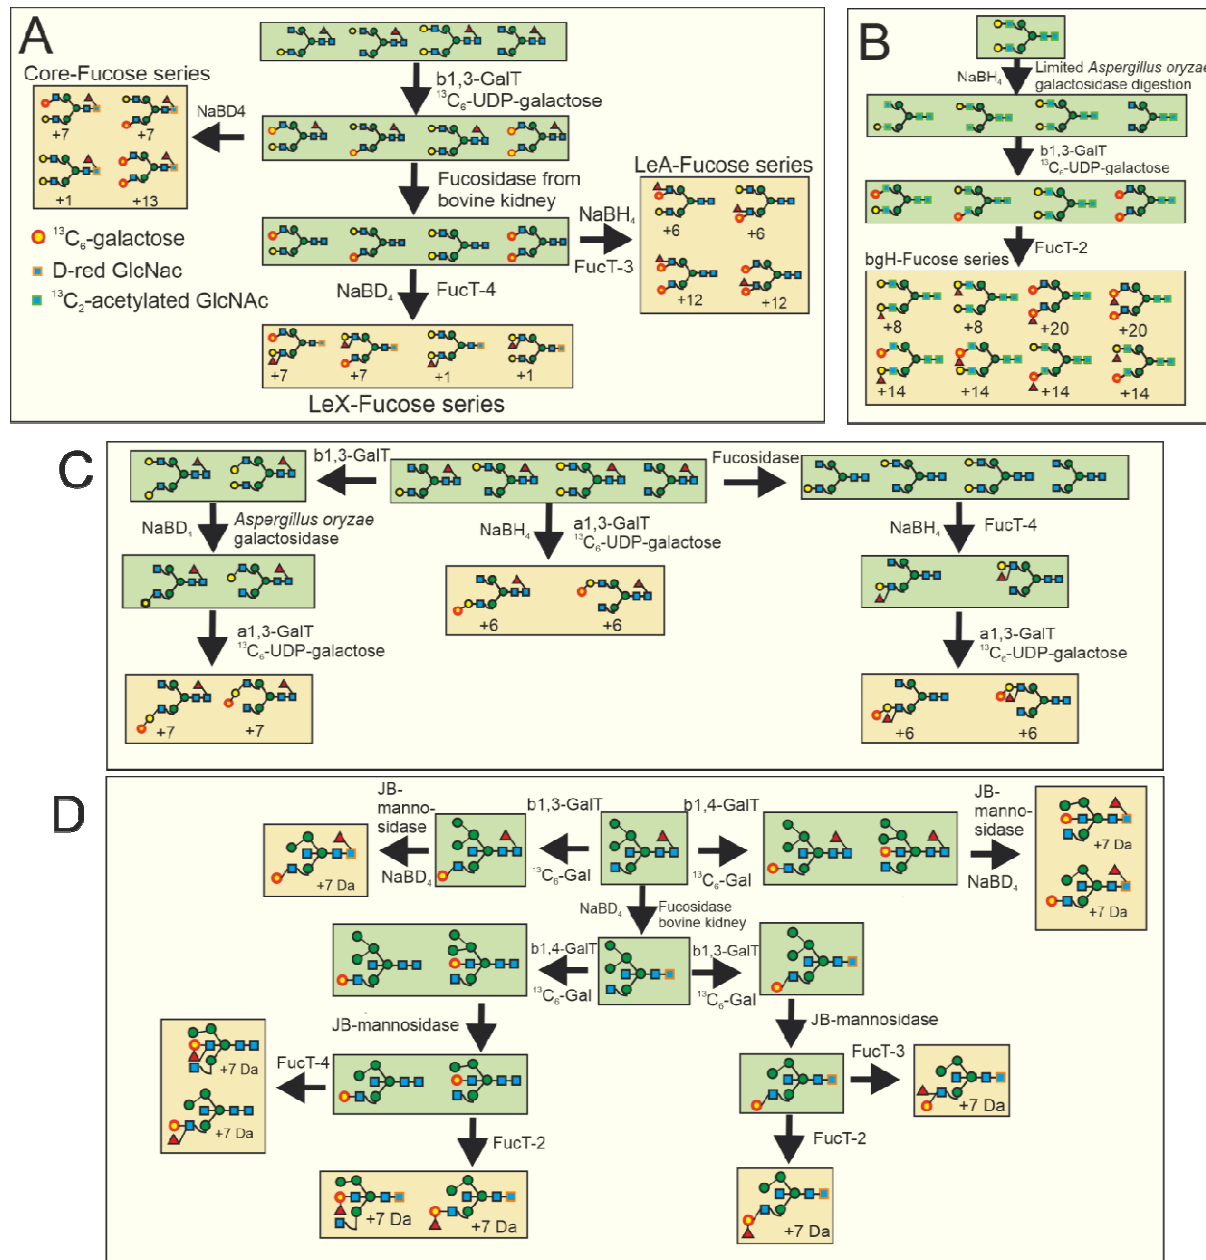 A
Core-Fucose series
NaBD4
+7
+7
+1
+13
b1,3-GalT
¹³C₆-UDP-galactose
Fucosidase from
bovine kidney
LeA-Fucose series
NaBH₄
FucT-3
+6
+6
+12
+12
¹³C₆-galactose
D-red GlcNac
¹³C₂-acetylated GlcNAc
NaBD₄
FucT-4
+7
+7
+1
+1
LeX-Fucose series
B
NaBH₄
Limited Aspergillus oryzae
galactosidase digestion
b1,3-GalT
¹³C₆-UDP-galactose
FucT-2
bgH-Fucose series
+8
+8
+20
+20
+14
+14
+14
+14
C
b1,3-GalT
Fucosidase
NaBD₄
Aspergillus oryzae
galactosidase
NaBH₄
a1,3-GalT
¹³C₆-UDP-galactose
NaBH₄
FucT-4
+6
+6
a1,3-GalT
¹³C₆-UDP-galactose
a1,3-GalT
¹³C₆-UDP-galactose
+7
+7
+6
+6
D
JB-
manno-
sidase
NaBD₄
+7 Da
b1,3-GalT
¹³C₆-Gal
b1,4-GalT
¹³C₆-Gal
JB-
manno-
sidase
NaBD₄
+7 Da
+7 Da
NaBD₄
Fucosidase
bovine kidney
b1,4-GalT
¹³C₆-Gal
b1,3-GalT
¹³C₆-Gal
JB-mannosidase
JB-mannosidase
FucT-4
+7 Da
+7 Da
FucT-3
+7 Da
FucT-2
FucT-2
+7 Da
+7 Da
+7 Da